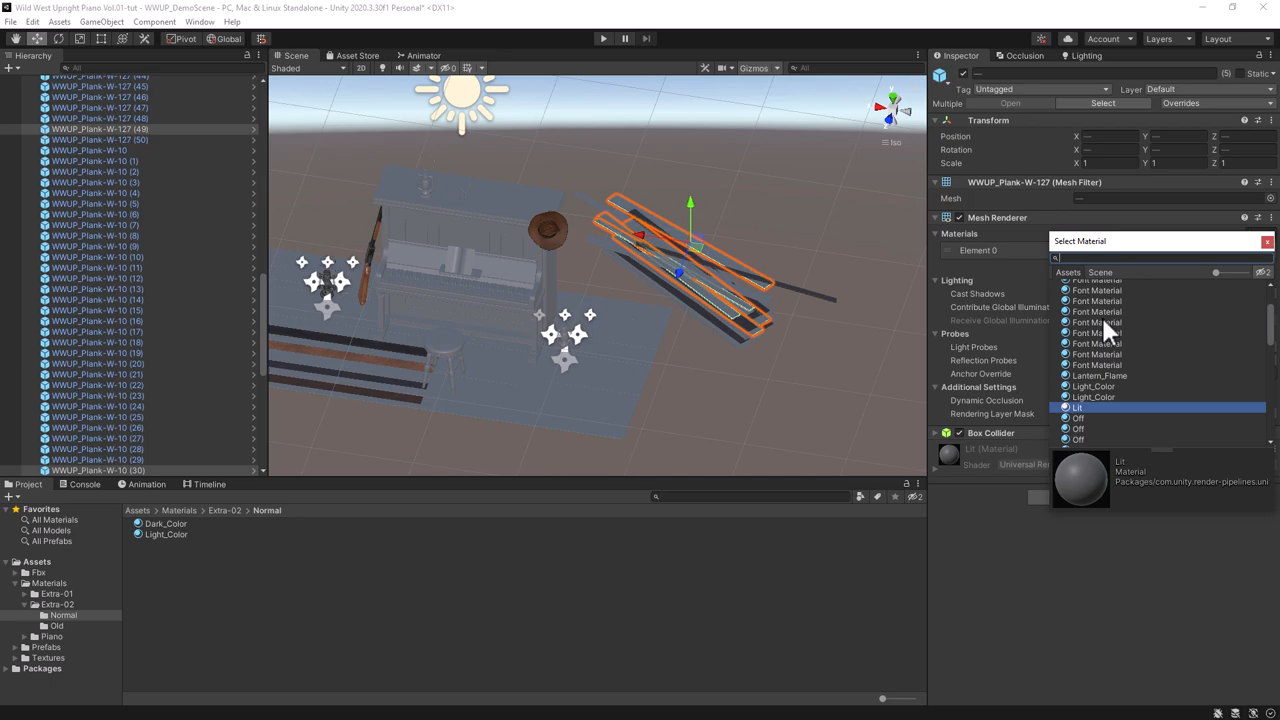 Wild West Upright Piano Vol.01-tut - WWUP_DemoScene - PC, Mac & Linux Standalone - Unity 2020.3.30f1 Personal* <DX11>
File Edit Assets GameObject Component Window Help
Pivot Global Account Layers Layout
Hierarchy Scene Asset Store Animator Inspector Occlusion Lighting
All Shaded 2D 0 Gizmos All
WWUP_Plank-W-127 (44)
WWUP_Plank-W-127 (45)
WWUP_Plank-W-127 (46)
WWUP_Plank-W-127 (47)
WWUP_Plank-W-127 (48)
WWUP_Plank-W-127 (49)
WWUP_Plank-W-127 (50)
WWUP_Plank-W-10
WWUP_Plank-W-10 (1)
WWUP_Plank-W-10 (2)
WWUP_Plank-W-10 (3)
WWUP_Plank-W-10 (4)
WWUP_Plank-W-10 (5)
WWUP_Plank-W-10 (6)
WWUP_Plank-W-10 (7)
WWUP_Plank-W-10 (8)
WWUP_Plank-W-10 (9)
WWUP_Plank-W-10 (10)
WWUP_Plank-W-10 (11)
WWUP_Plank-W-10 (12)
WWUP_Plank-W-10 (13)
WWUP_Plank-W-10 (14)
WWUP_Plank-W-10 (15)
WWUP_Plank-W-10 (16)
WWUP_Plank-W-10 (17)
WWUP_Plank-W-10 (18)
WWUP_Plank-W-10 (19)
WWUP_Plank-W-10 (20)
WWUP_Plank-W-10 (21)
WWUP_Plank-W-10 (22)
WWUP_Plank-W-10 (23)
WWUP_Plank-W-10 (24)
WWUP_Plank-W-10 (25)
WWUP_Plank-W-10 (26)
WWUP_Plank-W-10 (27)
WWUP_Plank-W-10 (28)
WWUP_Plank-W-10 (29)
WWUP_Plank-W-10 (30)
y x z
Iso
— (5) Static
Tag Untagged Layer Default
Multiple Open Select Overrides
Transform
Position X — Y — Z —
Rotation X — Y — Z —
Scale X 1 Y 1 Z 1
WWUP_Plank-W-127 (Mesh Filter)
Mesh —
Mesh Renderer
Materials
Element 0
Lighting
Cast Shadows
Contribute Global Illuminat
Receive Global Illumination
Probes
Light Probes
Reflection Probes
Anchor Override
Additional Settings
Dynamic Occlusion
Rendering Layer Mask
Box Collider
Lit (Material)
Shader Universal Re
Select Material x
Assets Scene 2
Font Material
Font Material
Font Material
Font Material
Font Material
Font Material
Font Material
Font Material
Font Material
Lantern_Flame
Light_Color
Light_Color
Lit
Off
Off
Off
Lit
Material
Packages/com.unity.render-pipelines.uni
Project Console Animation Timeline
2
Favorites
All Materials
All Models
All Prefabs
Assets
Fbx
Materials
Extra-01
Extra-02
Normal
Old
Piano
Prefabs
Textures
Packages
Assets > Materials > Extra-02 > Normal
Dark_Color
Light_Color